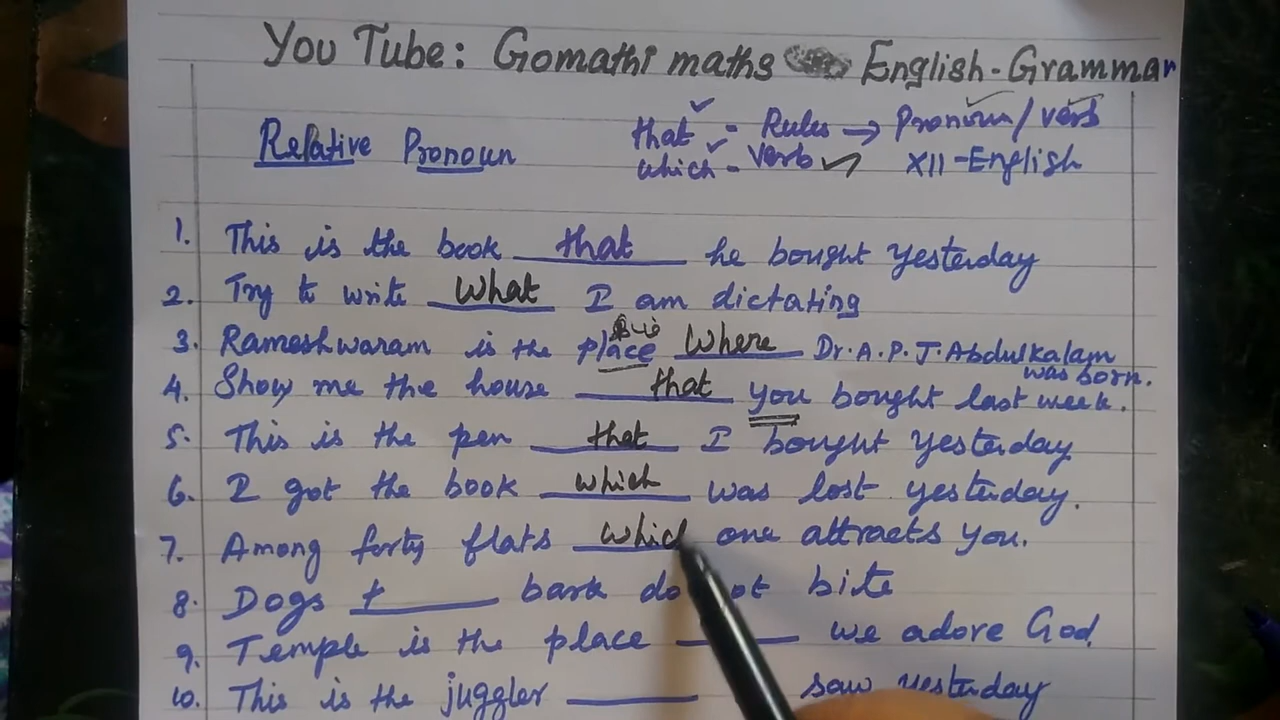 You Tube: Gomathi maths English-Grammar
Relative Pronoun
that - Rules → Pronoun/verb
which - Verb XII-English
1. This is the book that he bought yesterday
2. Try to write what I am dictating
3. Rameshwaram is the place where Dr.A.P.J.Abdulkalam was born.
4. Show me the house that you bought last week.
5. This is the pen that I bought yesterday
6. I got the book which was lost yesterday.
7. Among forty flats which one attracts you.
8. Dogs t______ bark do ot bite
9. Temple is the place ______ we adore God.
10. This is the juggler ______ saw yesterday